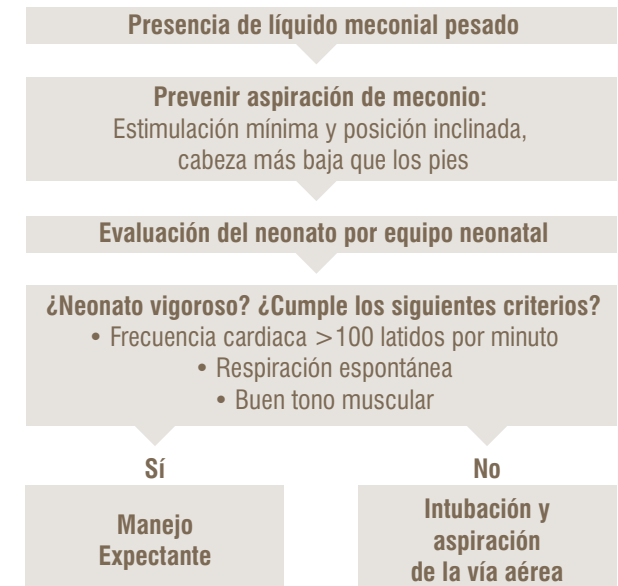 Presencia de líquido meconial pesado
Prevenir aspiración de meconio:
Estimulación mínima y posición inclinada,
cabeza más baja que los pies
Evaluación del neonato por equipo neonatal
¿Neonato vigoroso? ¿Cumple los siguientes criterios?
• Frecuencia cardiaca >100 latidos por minuto
• Respiración espontánea
• Buen tono muscular
Sí
No
Manejo
Expectante
Intubación y
aspiración
de la vía aérea